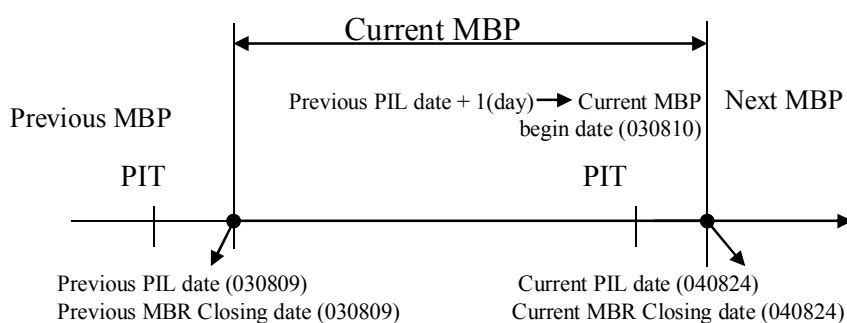 Current MBP
Previous PIL date + 1(day) Current MBP
begin date (030810)
Previous MBP
Next MBP
PIT
PIT
Previous PIL date (030809)
Previous MBR Closing date (030809)
Current PIL date (040824)
Current MBR Closing date (040824)